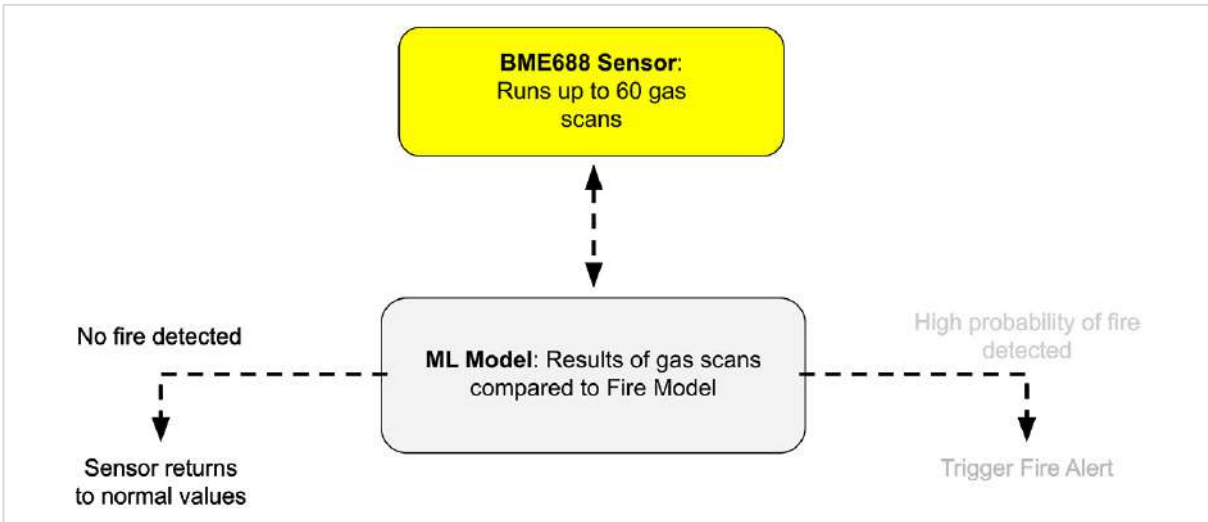 BME688 Sensor:
Runs up to 60 gas
scans
No fire detected
High probability of fire
detected
ML Model: Results of gas scans
compared to Fire Model
Sensor returns
to normal values
Trigger Fire Alert